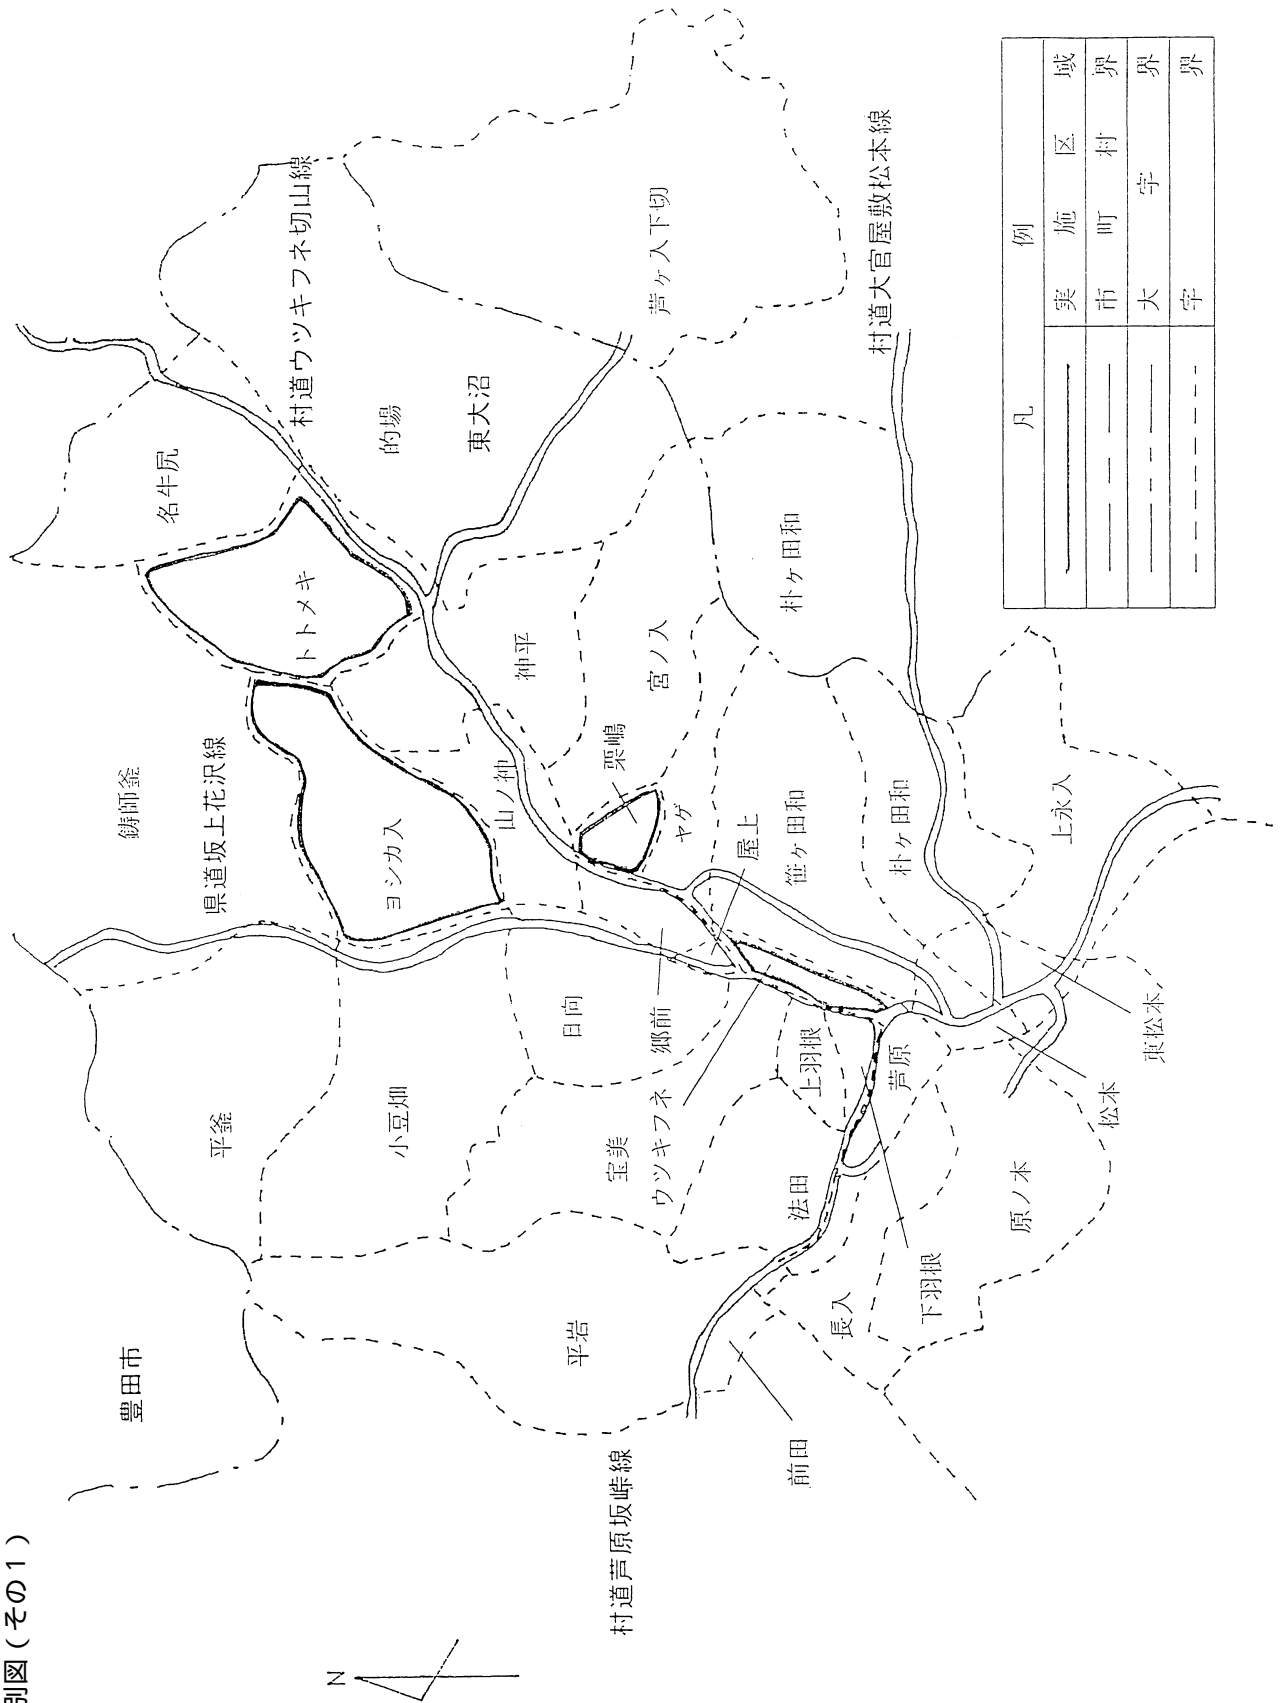 別図(その1)
N
豊田市
鋳師釜
名牛尻
平釜
県道坂上花沢線
トトメキ
村道ウツキフネ切山線
小豆畑
ヨシカ入
的場
東大沼
山ノ神
神平
平岩
宝美
日向
栗嶋
宮ノ入
芦ヶ入下切
村道芦原坂峠線
ウツキフネ
郷前
ヤゲ
屋上
前田
法田
上羽根
笹ヶ田和
朴ヶ田和
長入
芦原
朴ヶ田和
村道大官屋敷松本線
下羽根
原ノ本
上永入
松本
東松本
凡例
実施区域
市町村界
大字界
字界